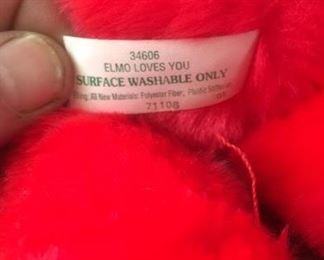 34606
ELMO LOVES YOU
SURFACE WASHABLE ONLY
All New Materials: Polyester Fiber, Plastic
71108